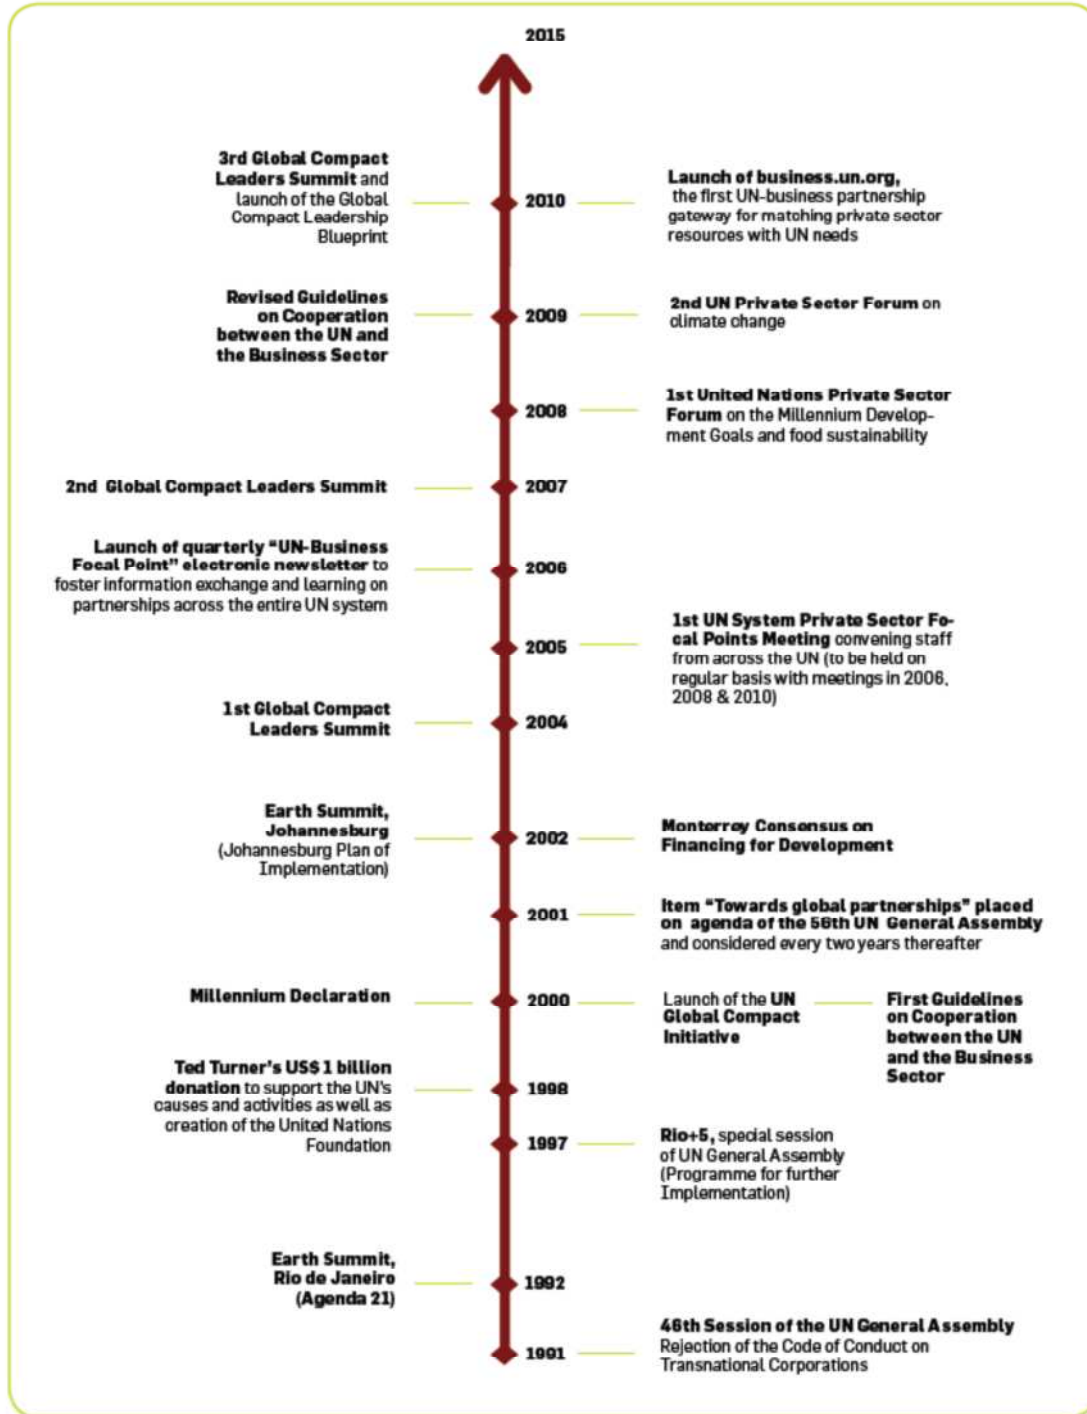 2015
3rd Global Compact
Leaders Summit and
launch of the Global
Compact Leadership
Blueprint
2010
Launch of business.un.org,
the first UN-business partnership
gateway for matching private sector
resources with UN needs
Revised Guidelines
on Cooperation
between the UN and
the Business Sector
2009
2nd UN Private Sector Forum on
climate change
2008
1st United Nations Private Sector
Forum on the Millennium Develop-
ment Goals and food sustainability
2nd Global Compact Leaders Summit
2007
Launch of quarterly "UN-Business
Focal Point" electronic newsletter to
foster information exchange and learning on
partnerships across the entire UN system
2006
2005
1st UN System Private Sector Fo-
cal Points Meeting convening staff
from across the UN (to be held on
regular basis with meetings in 2006,
2008 & 2010)
1st Global Compact
Leaders Summit
2004
Earth Summit,
Johannesburg
(Johannesburg Plan of
Implementation)
2002
Monterrey Consensus on
Financing for Development
2001
Item "Towards global partnerships" placed
on agenda of the 56th UN General Assembly
and considered every two years thereafter
Millennium Declaration
2000
Launch of the UN
Global Compact
Initiative
First Guidelines
on Cooperation
between the UN
and the Business
Sector
Ted Turner's US$ 1 billion
donation to support the UN's
causes and activities as well as
creation of the United Nations
Foundation
1998
1997
Rio+5, special session
of UN General Assembly
(Programme for further
Implementation)
Earth Summit,
Rio de Janeiro
(Agenda 21)
1992
1991
46th Session of the UN General Assembly
Rejection of the Code of Conduct on
Transnational Corporations